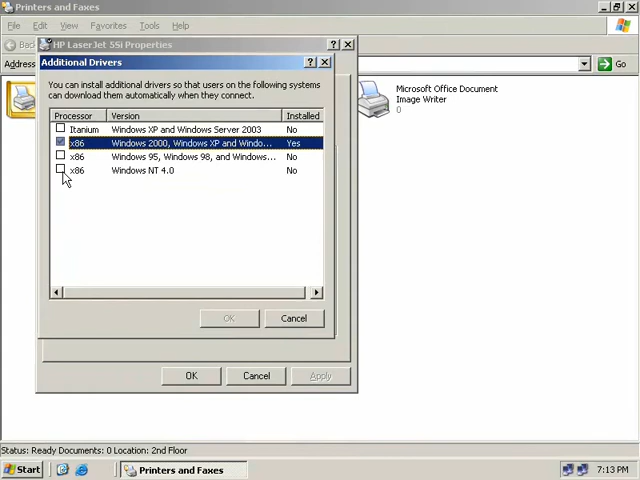 Printers and Faxes
File Edit View Favorites Tools Help
Back
Address
Go
HP LaserJet 5Si Properties
Additional Drivers
You can install additional drivers so that users on the following systems
can download them automatically when they connect.
Processor Version Installed
Itanium Windows XP and Windows Server 2003 No
x86 Windows 2000, Windows XP and Windo... Yes
x86 Windows 95, Windows 98, and Windows... No
x86 Windows NT 4.0 No
OK Cancel
OK Cancel Apply
Microsoft Office Document
Image Writer
0
Status: Ready Documents: 0 Location: 2nd Floor
Start Printers and Faxes 7:13 PM